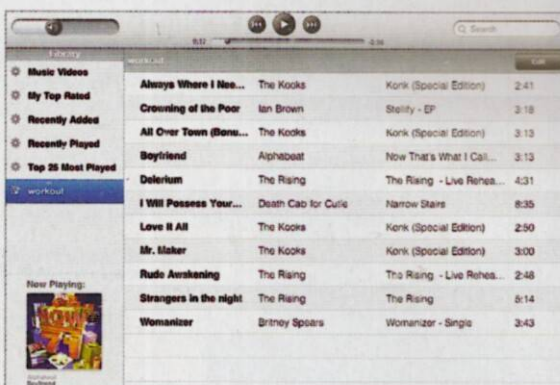 Search
0:12
Library
workout
Edit
Music Videos
My Top Rated
Recently Added
Recently Played
Top 25 Most Played
workout
Always Where I Nee... The Kooks Konk (Special Edition) 2:41
Crowning of the Poor Ian Brown Stellify - EP 3:18
All Over Town (Bonu... The Kooks Konk (Special Edition) 3:13
Boyfriend Alphabeat Now That's What I Call... 3:13
Delerium The Rising The Rising - Live Rehea... 4:31
I Will Possess Your... Death Cab for Cutie Narrow Stairs 8:35
Love It All The Kooks Konk (Special Edition) 2:50
Mr. Maker The Kooks Konk (Special Edition) 3:00
Rude Awakening The Rising The Rising - Live Rehea... 2:48
Strangers in the night The Rising The Rising 5:14
Womanizer Britney Spears Womanizer - Single 3:43
Now Playing:
NOW
Alphabeat
Boyfriend